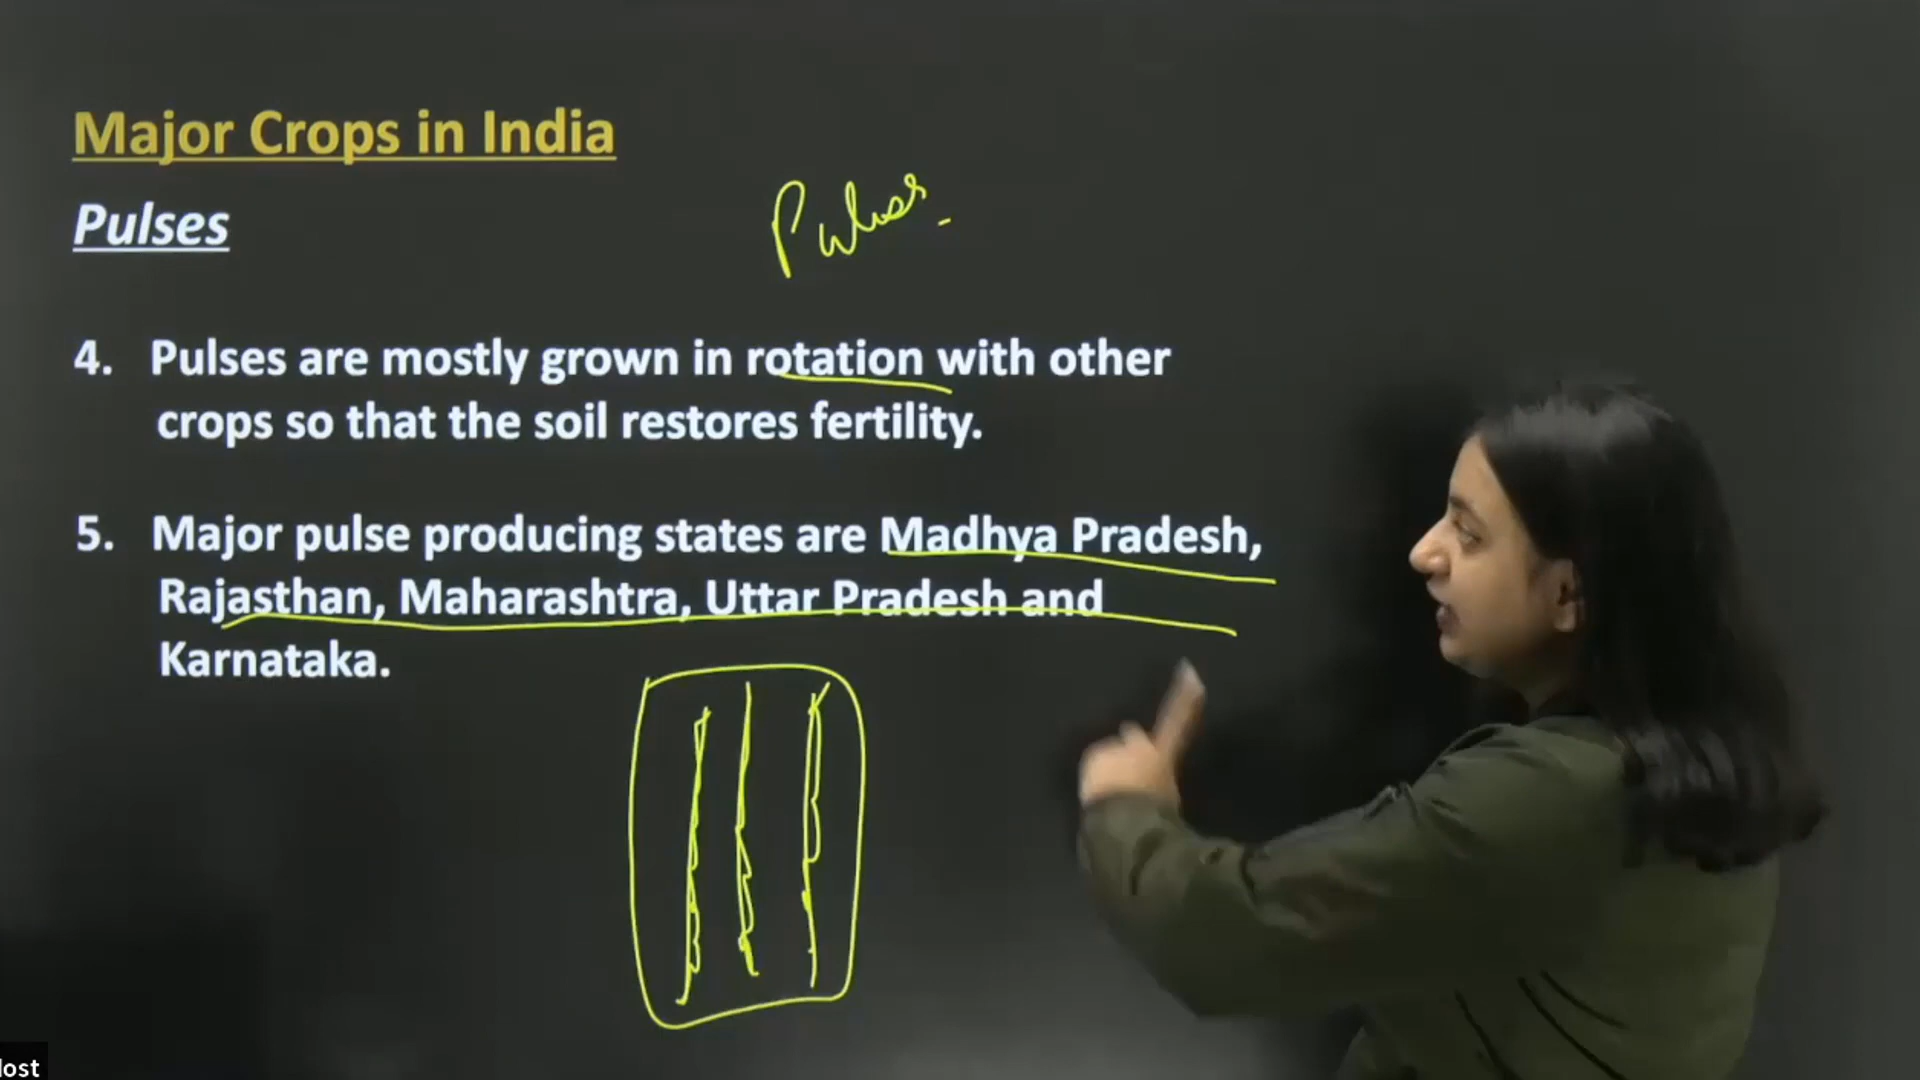 Major Crops in India
Pulses
Pulses
4. Pulses are mostly grown in rotation with other
crops so that the soil restores fertility.
5. Major pulse producing states are Madhya Pradesh,
Rajasthan, Maharashtra, Uttar Pradesh and
Karnataka.
lost